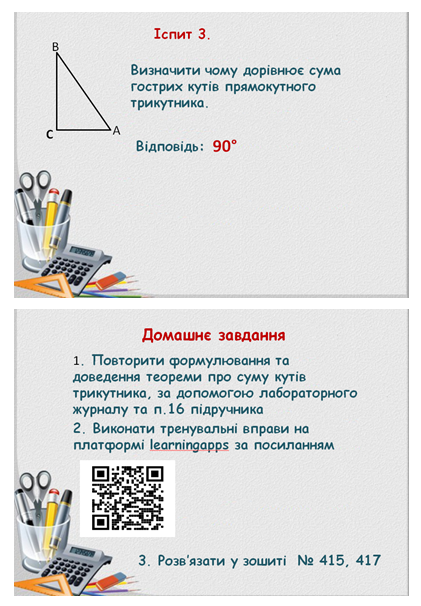 Іспит 3.
B
Визначити чому дорівнює сума
гострих кутів прямокутного
трикутника.
C
A
Відповідь: 90°
Домашнє завдання
1. Повторити формулювання та
доведення теореми про суму кутів
трикутника, за допомогою лабораторного
журналу та п.16 підручника
2. Виконати тренувальні вправи на
платформі learningapps за посиланням
3. Розв'язати у зошиті № 415, 417